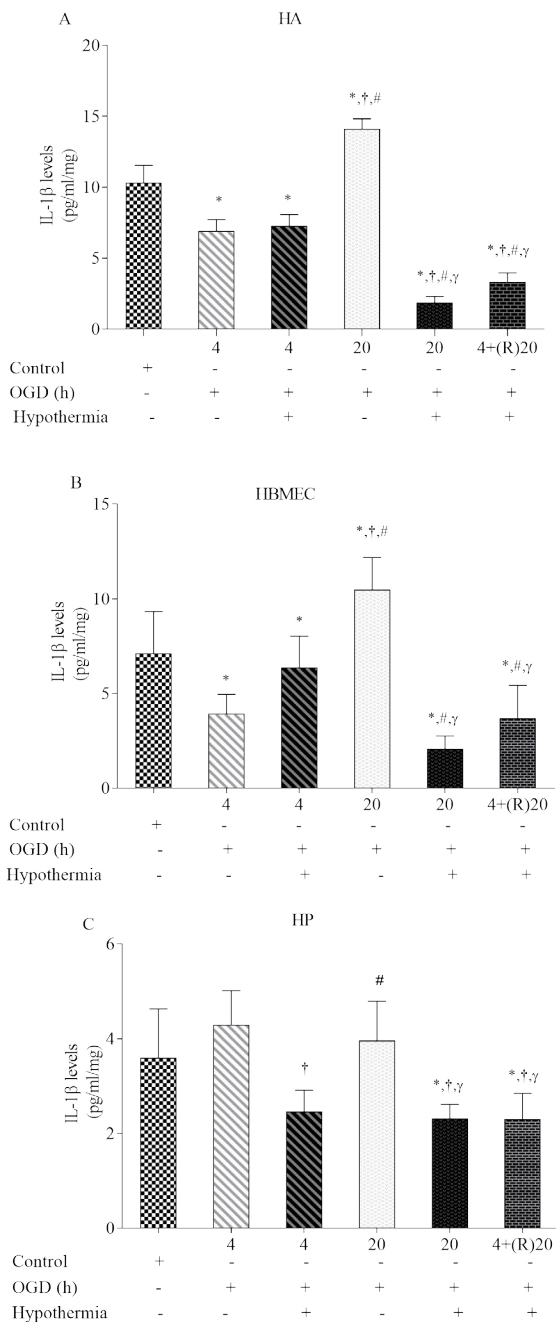 A
HA
20
*,†,#
15
IL-1β levels
(pg/ml/mg)
10
*
*
*,†,#,γ
5
*,†,#,γ
0
4 4 20 20 4+(R)20
Control + - - - - -
OGD (h) - + + + + +
Hypothermia - - + - + +
B
HBMEC
15
*,†,#
10
IL-1β levels
(pg/ml/mg)
*
*
*,#,γ
5
*,#,γ
0
4 4 20 20 4+(R)20
Control + - - - - -
OGD (h) - + + + + +
Hypothermia - - + - + +
C
HP
6
#
4
IL-1β levels
(pg/ml/mg)
†
*,†,γ *,†,γ
2
0
4 4 20 20 4+(R)20
Control + - - - - -
OGD (h) - + + + + +
Hypothermia - - + - + +